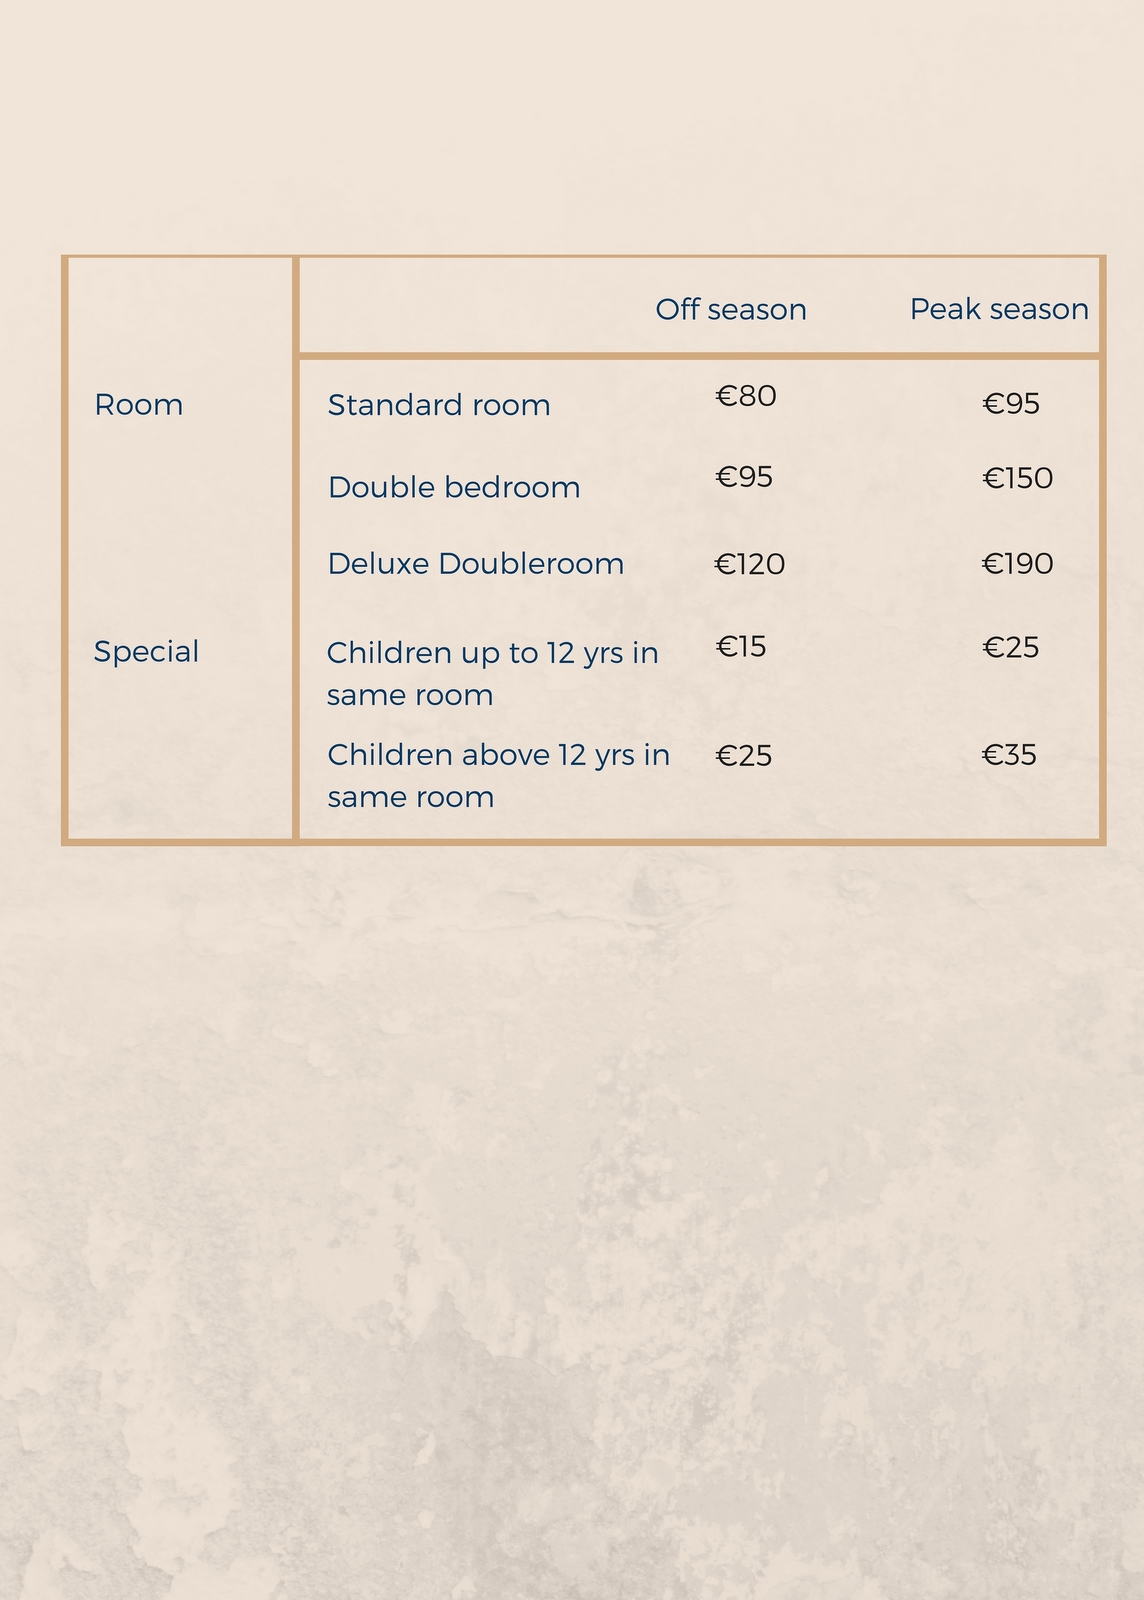 Off season Peak season
Room Standard room €80 €95
Double bedroom €95 €150
Deluxe Doubleroom €120 €190
Special Children up to 12 yrs in €15 €25
same room
Children above 12 yrs in €25 €35
same room